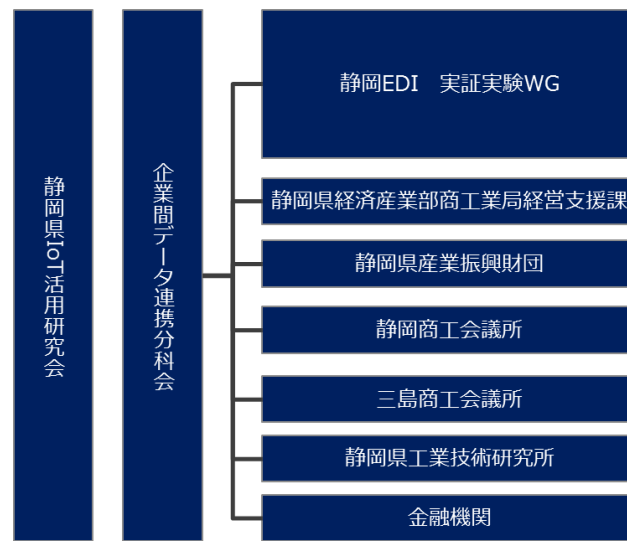 静岡県IoT活用研究会
企業間データ連携分科会
静岡EDI　実証実験WG
静岡県経済産業部商工業局経営支援課
静岡県産業振興財団
静岡商工会議所
三島商工会議所
静岡県工業技術研究所
金融機関